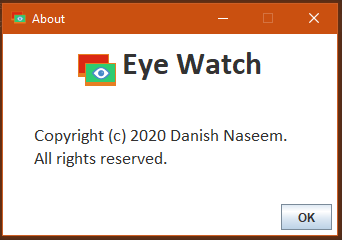 About
Eye Watch
Copyright (c) 2020 Danish Naseem.
All rights reserved.
OK